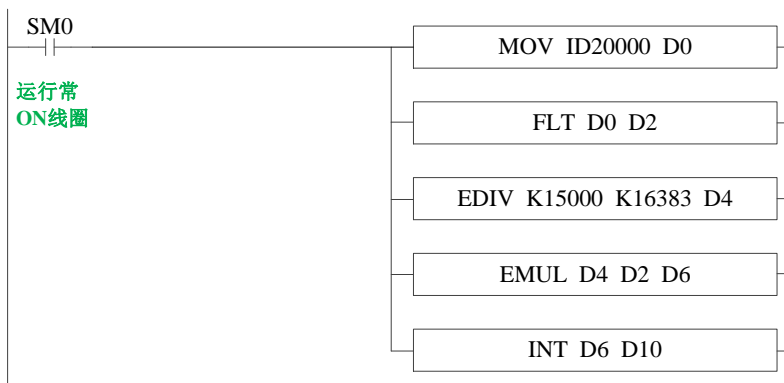 SM0
运行常
ON线圈
MOV ID20000 D0
FLT D0 D2
EDIV K15000 K16383 D4
EMUL D4 D2 D6
INT D6 D10